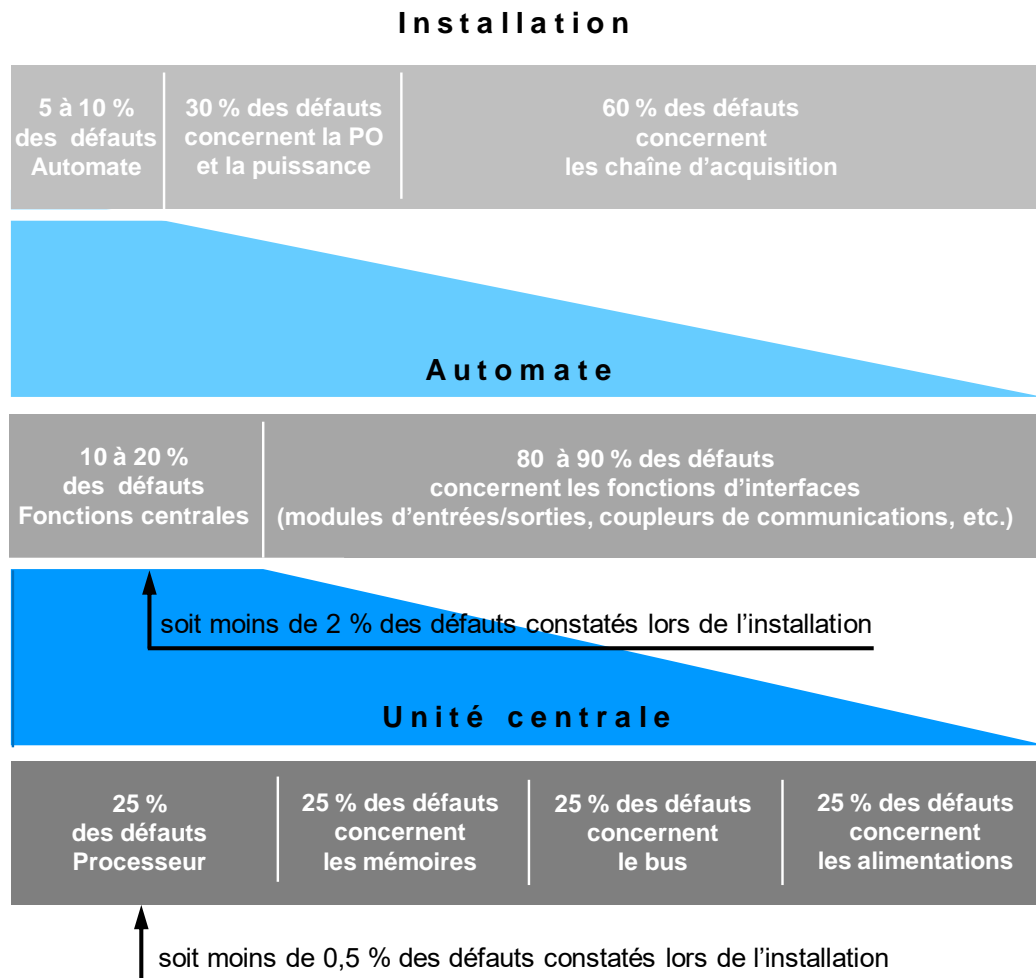 Installation
5 à 10 %
des défauts
Automate
30 % des défauts
concernent la PO
et la puissance
60 % des défauts
concernent
les chaîne d’acquisition
Automate
10 à 20 %
des défauts
Fonctions centrales
80 à 90 % des défauts
concernent les fonctions d’interfaces
(modules d’entrées/sorties, coupleurs de communications, etc.)
soit moins de 2 % des défauts constatés lors de l’installation
Unité centrale
25 %
des défauts
Processeur
25 % des défauts
concernent
les mémoires
25 % des défauts
concernent
le bus
25 % des défauts
concernent
les alimentations
soit moins de 0,5 % des défauts constatés lors de l’installation